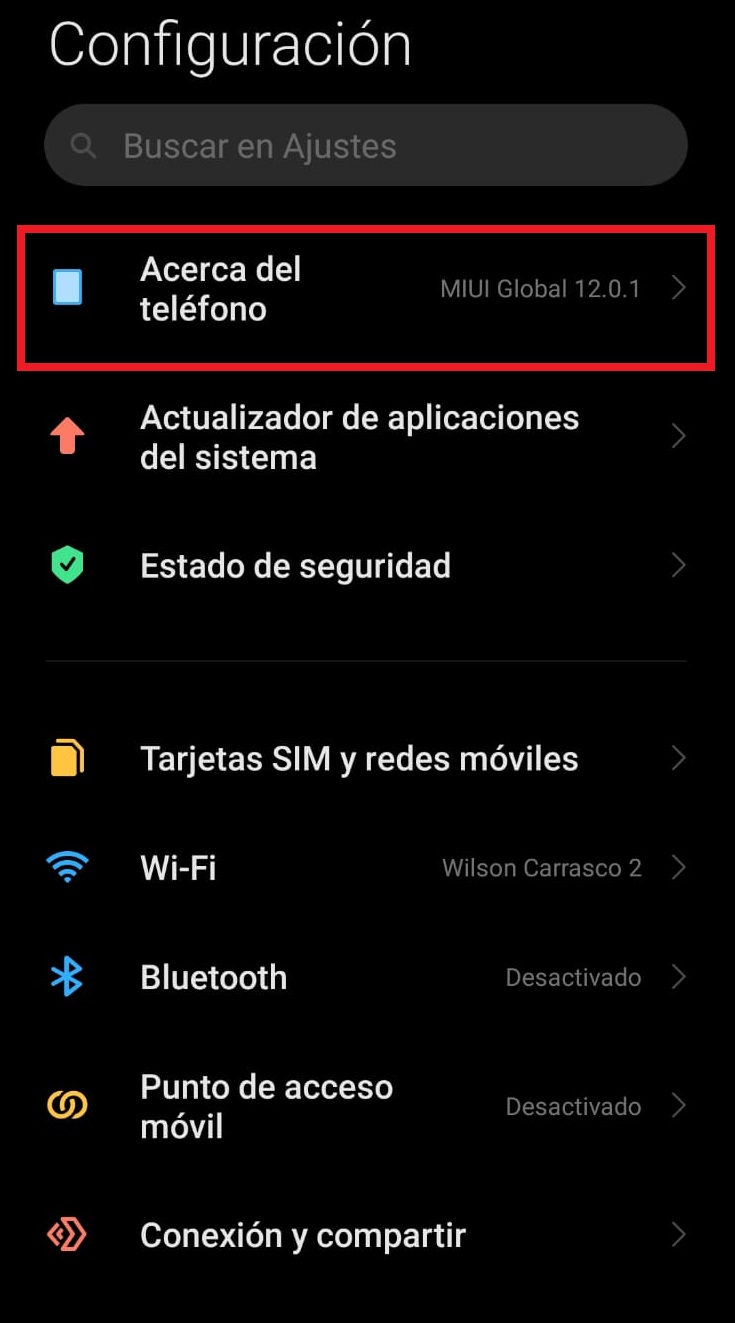 Configuración
Buscar en Ajustes
Acerca del
teléfono
MIUI Global 12.0.1
Actualizador de aplicaciones
del sistema
Estado de seguridad
Tarjetas SIM y redes móviles
Wi-Fi
Wilson Carrasco 2
Bluetooth
Desactivado
Punto de acceso
móvil
Desactivado
Conexión y compartir